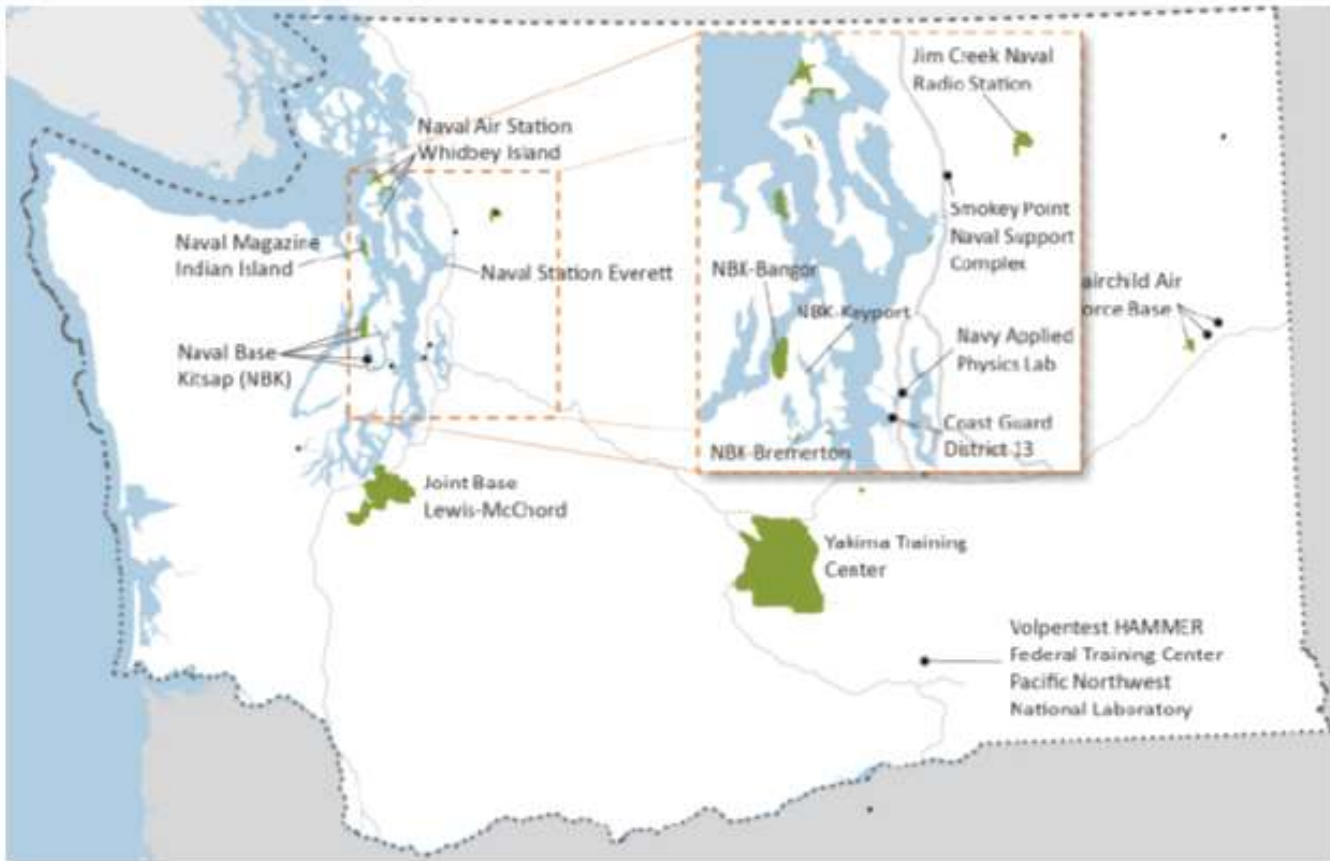 Naval Air Station
Whidbey Island
Naval Magazine
Indian Island
Naval Station Everett
Naval Base
Kitsap (NBK)
Joint Base
Lewis-McChord
Jim Creek Naval
Radio Station
Smokey Point
Naval Support
Complex
NBK-Bangor
NBK-Keyport
Navy Applied
Physics Lab
Coast Guard
District 13
NBK-Bremerton
airchild Air
orce Base
Yakima Training
Center
Volpentest HAMMER
Federal Training Center
Pacific Northwest
National Laboratory